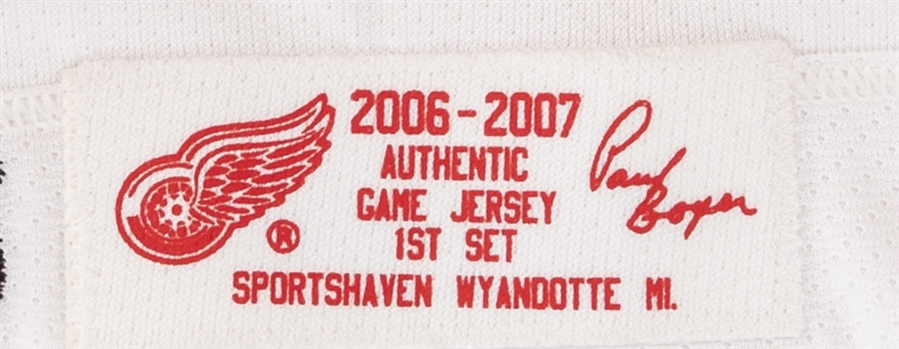 2006-2007
AUTHENTIC
GAME JERSEY
1ST SET
SPORTSHAVEN WYANDOTTE MI.
Paul Boyer
®